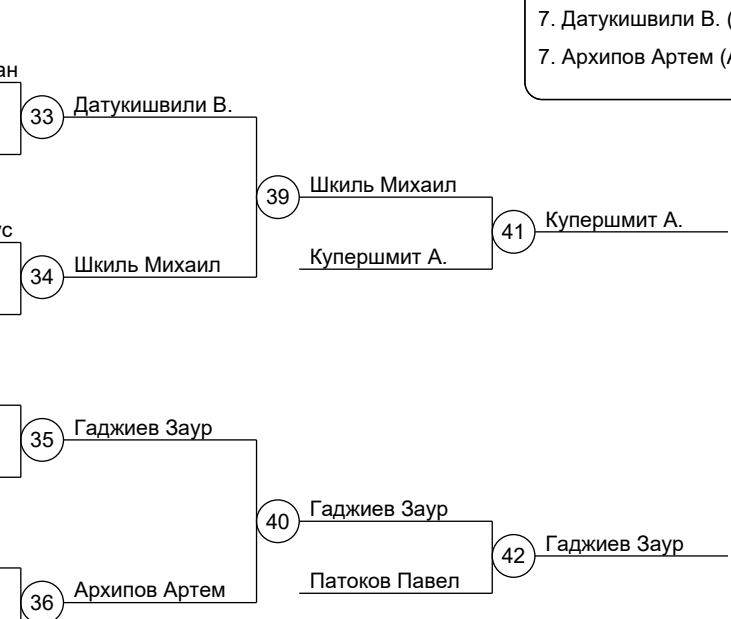 7. Датукишвили В. (
7. Архипов Артем (
33
Датукишвили В.
39
Шкиль Михаил
41
Купершмит А.
Купершмит А.
34
Шкиль Михаил
35
Гаджиев Заур
40
Гаджиев Заур
42
Гаджиев Заур
Патоков Павел
36
Архипов Артем